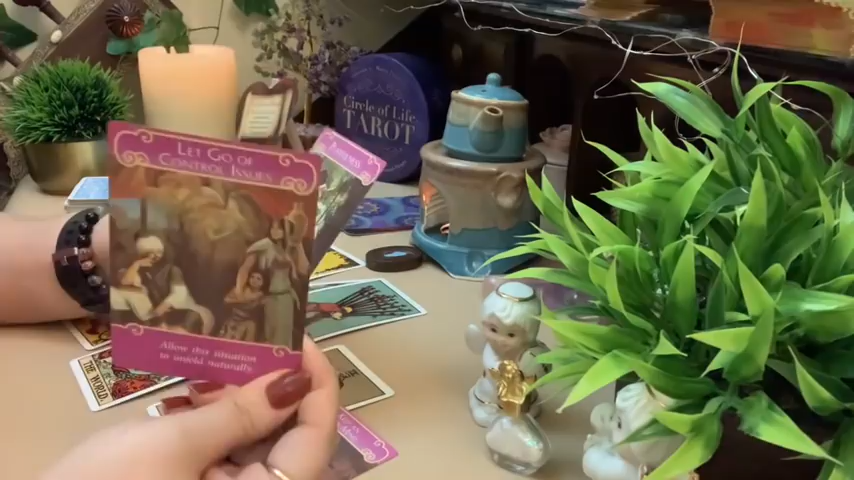 LET GO OF
CONTROL ISSUES
Allow this situation
to unfold naturally.
Circle of Life
TAROT
THE WORLD.